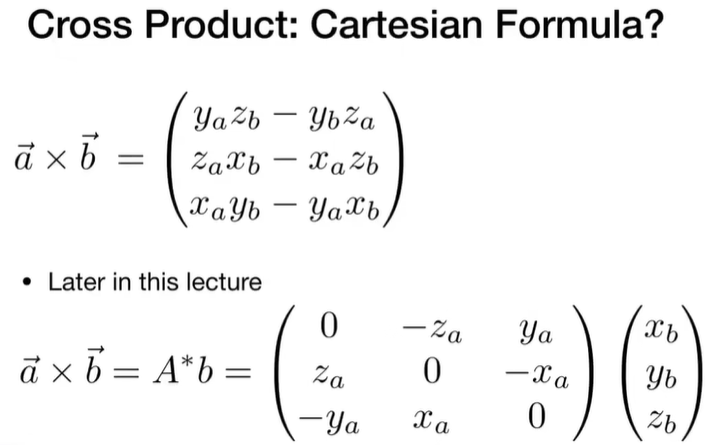 Cross Product: Cartesian Formula?
$\vec{a} \times \vec{b} = \begin{pmatrix} y_a z_b - y_b z_a \\ z_a x_b - x_a z_b \\ x_a y_b - y_a x_b \end{pmatrix}$
• Later in this lecture
$\vec{a} \times \vec{b} = A^* b = \begin{pmatrix} 0 & -z_a & y_a \\ z_a & 0 & -x_a \\ -y_a & x_a & 0 \end{pmatrix} \begin{pmatrix} x_b \\ y_b \\ z_b \end{pmatrix}$